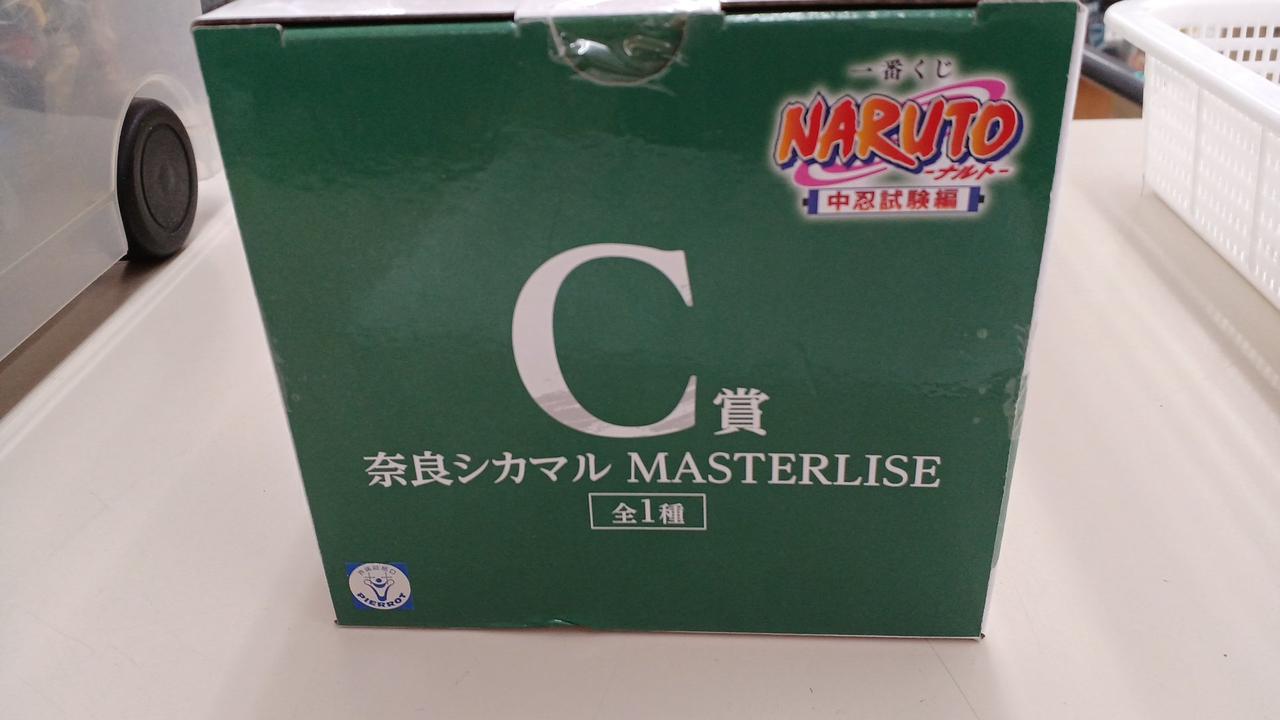 一番くじ
NARUTO
-ナルト-
中忍試験編
C賞
奈良シカマル MASTERLISE
全1種
PIERROT